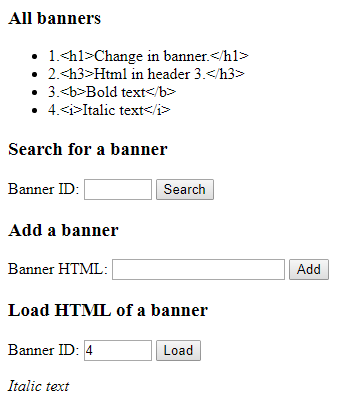 All banners
1.<h1>Change in banner.</h1>
2.<h3>Html in header 3.</h3>
3.<b>Bold text</b>
4.<i>Italic text</i>
Search for a banner
Banner ID: Search
Add a banner
Banner HTML: Add
Load HTML of a banner
Banner ID: 4 Load
Italic text